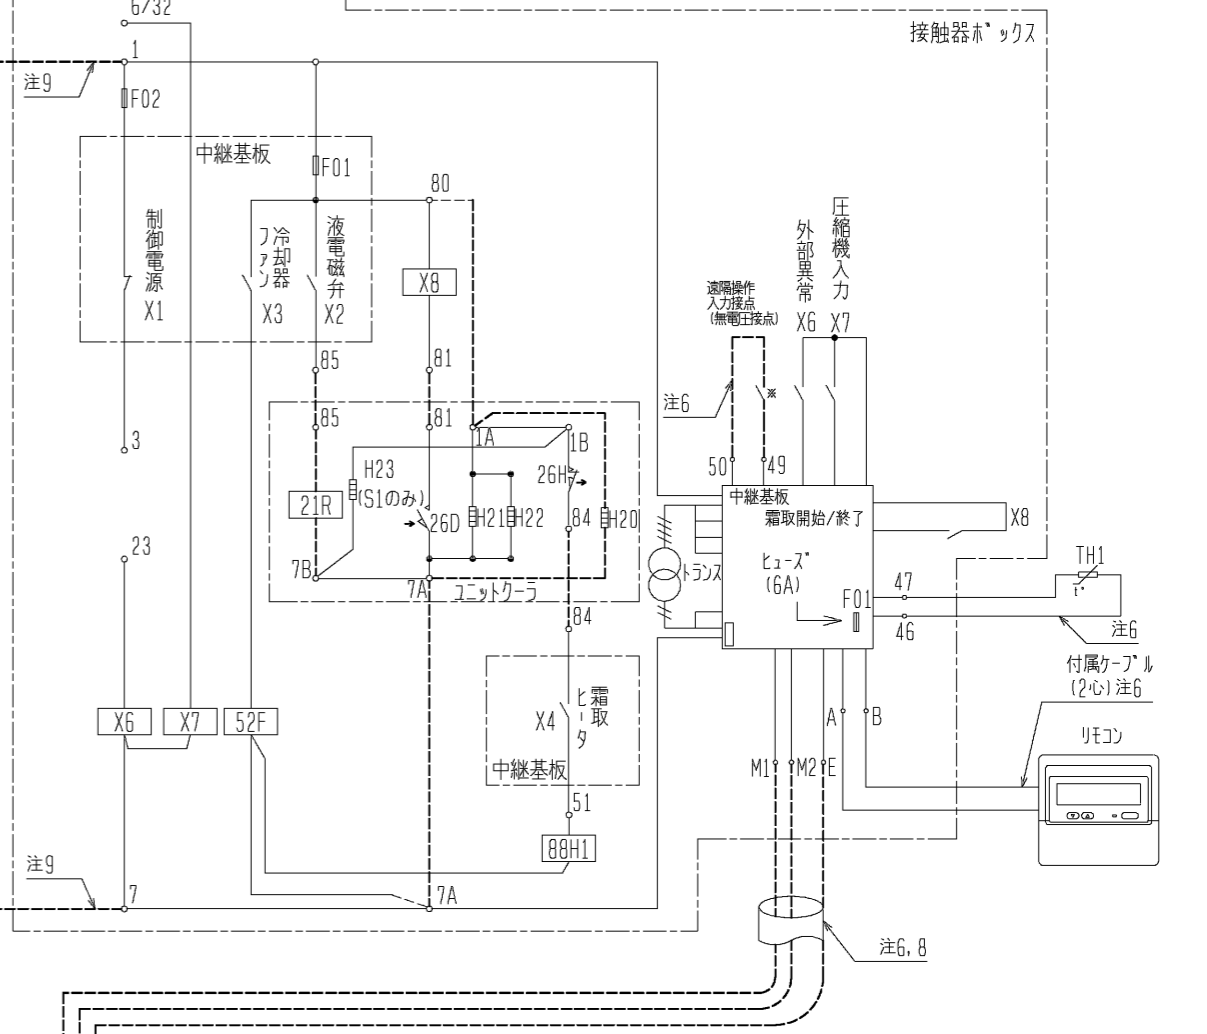 6/32
接触器ボックス
1
注9
F02
中継基板
F01
80
制御電源
X1
冷却器
ファン
X3
液電磁弁
X2
X8
外部異常
X6
圧縮機入力
X7
遠隔操作
入力接点
(無電圧接点)
注6
※
50
49
85
81
85
81
1A
1B
3
H23
(S1のみ)
26H
21R
26D
H21
H22
84
H20
7B
7A
ユニットクーラ
23
84
中継基板
霜取開始/終了
X8
トランス
ヒューズ
(6A)
F01
47
46
TH1
t°
注6
付属ケーブル
(2心)注6
X6
X7
52F
X4
霜取
ヒータ
中継基板
51
88H1
A
B
リモコン
M1
M2
E
注9
7
7A
注6,8